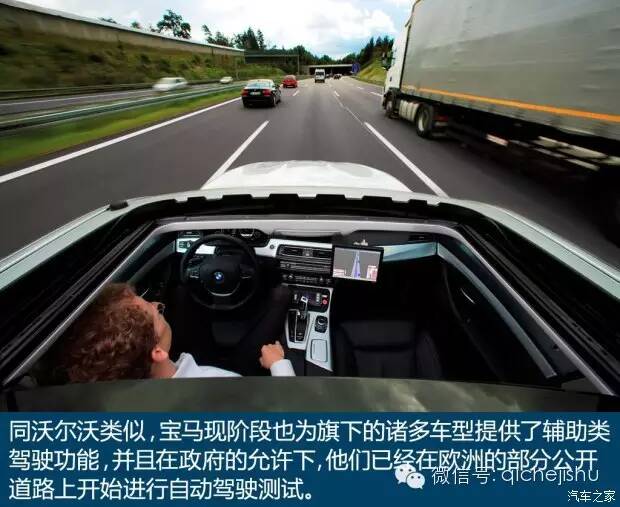 同沃尔沃类似，宝马现阶段也为旗下的诸多车型提供了辅助类
驾驶功能，并且在政府的允许下，他们已经在欧洲的部分公开
道路上开始进行自动驾驶测试。
微信号: qichejishu
汽车之家